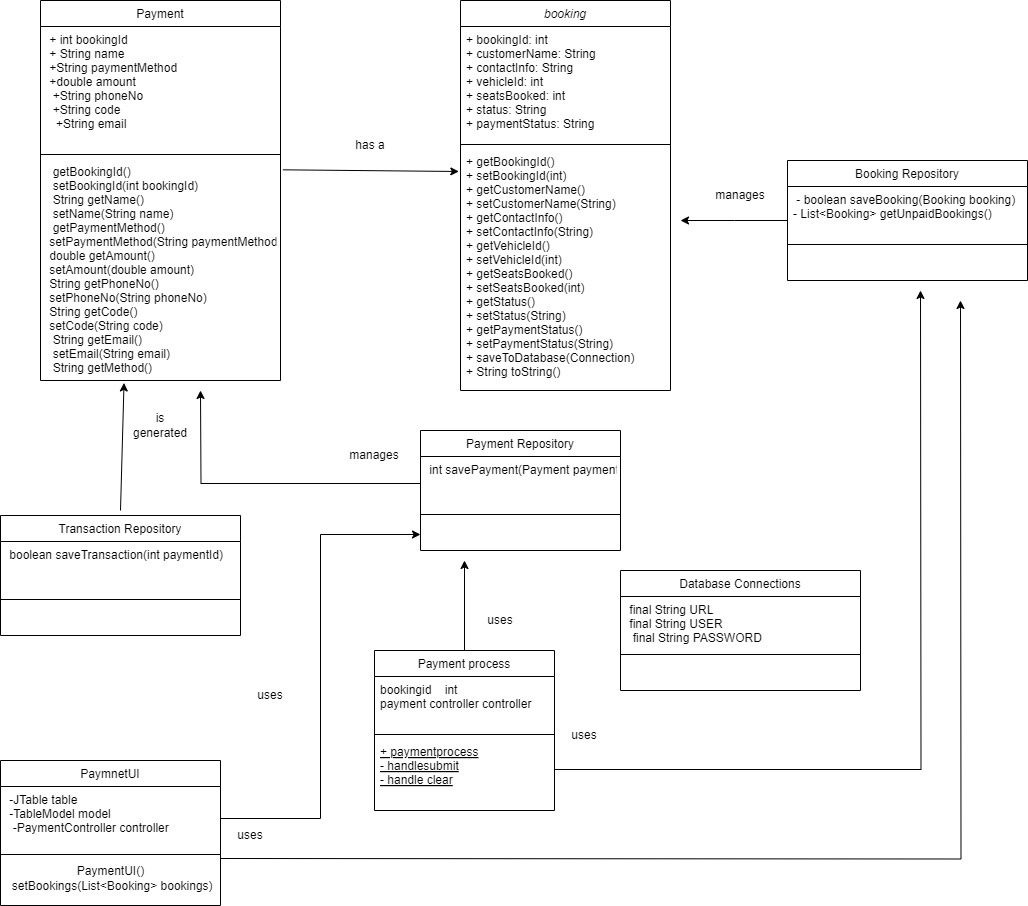 Payment
+ int bookingId
+ String name
+String paymentMethod
+double amount
+String phoneNo
+String code
+String email
getBookingId()
setBookingId(int bookingId)
String getName()
setName(String name)
getPaymentMethod()
setPaymentMethod(String paymentMethod
double getAmount()
setAmount(double amount)
String getPhoneNo()
setPhoneNo(String phoneNo)
String getCode()
setCode(String code)
String getEmail()
setEmail(String email)
String getMethod()
has a
booking
+ bookingId: int
+ customerName: String
+ contactInfo: String
+ vehicleId: int
+ seatsBooked: int
+ status: String
+ paymentStatus: String
+ getBookingId()
+ setBookingId(int)
+ getCustomerName()
+ setCustomerName(String)
+ getContactInfo()
+ setContactInfo(String)
+ getVehicleId()
+ setVehicleId(int)
+ getSeatsBooked()
+ setSeatsBooked(int)
+ getStatus()
+ setStatus(String)
+ getPaymentStatus()
+ setPaymentStatus(String)
+ saveToDatabase(Connection)
+ String toString()
manages
Booking Repository
- boolean saveBooking(Booking booking)
- List<Booking> getUnpaidBookings()
is
generated
manages
Payment Repository
int savePayment(Payment payment
Transaction Repository
boolean saveTransaction(int paymentId)
uses
Database Connections
final String URL
final String USER
final String PASSWORD
Payment process
bookingid    int
payment controller controller
+ paymentprocess
- handlesubmit
- handle clear
uses
uses
PaymnetUI
-JTable table
-TableModel model
-PaymentController controller
PaymentUI()
setBookings(List<Booking> bookings)
uses